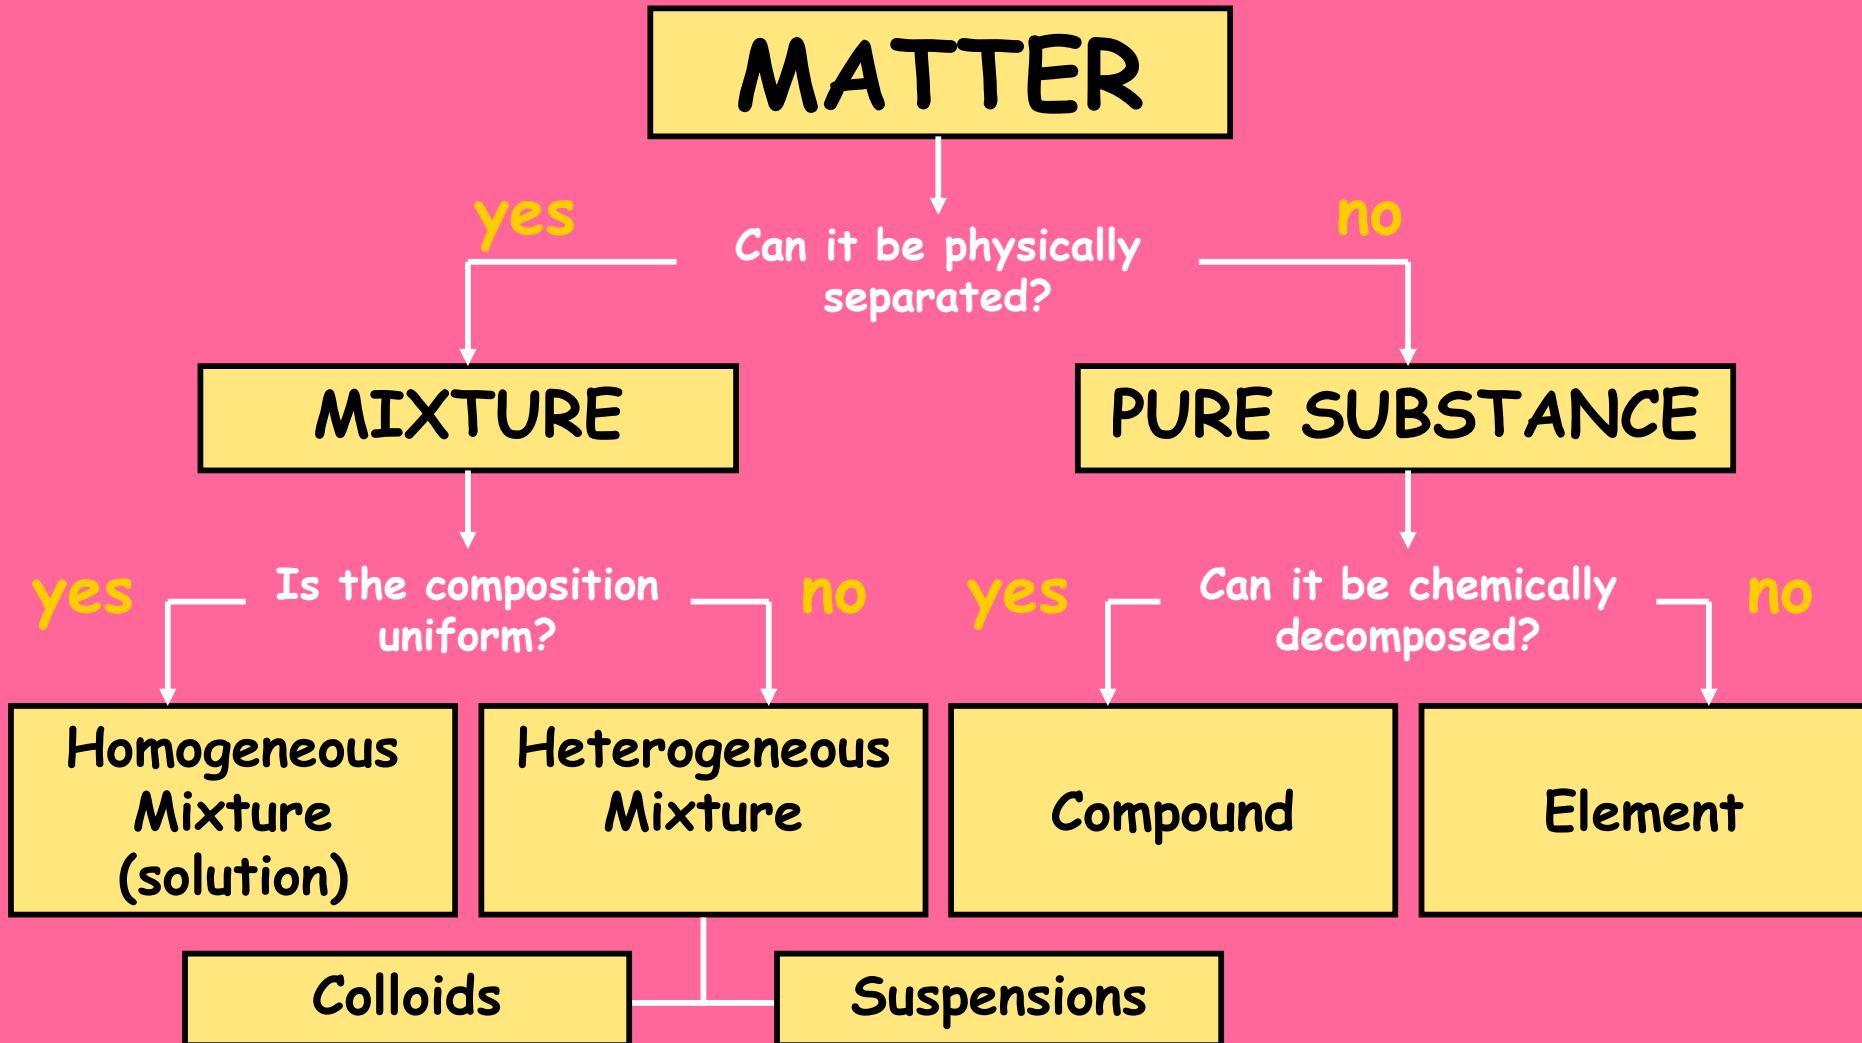 MATTER
yes
no
Can it be physically
separated?
MIXTURE
PURE SUBSTANCE
yes
Is the composition
uniform?
no
yes
Can it be chemically
decomposed?
no
Homogeneous
Mixture
(solution)
Heterogeneous
Mixture
Compound
Element
Colloids
Suspensions